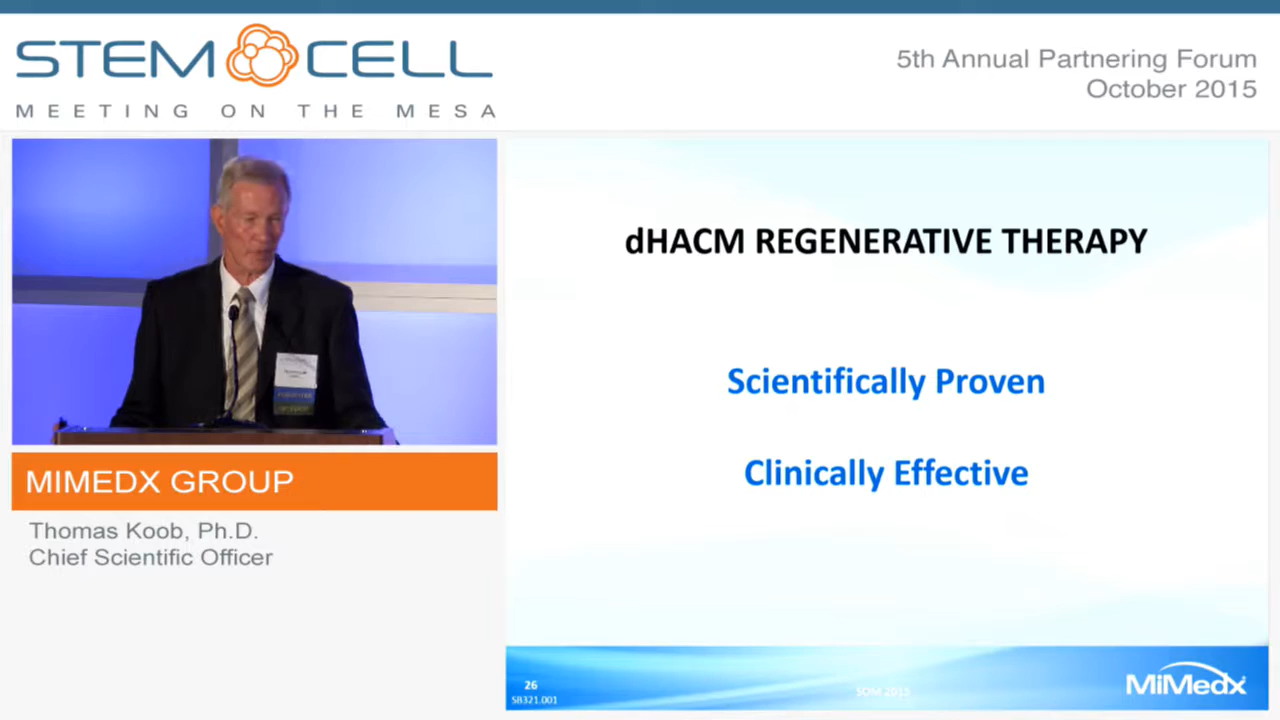 STEM CELL
MEETING ON THE MESA
5th Annual Partnering Forum
October 2015
dHACM REGENERATIVE THERAPY
Scientifically Proven
Clinically Effective
MIMEDX GROUP
Thomas Koob, Ph.D.
Chief Scientific Officer
26
SB321.001
SOM 2015
MiMedx